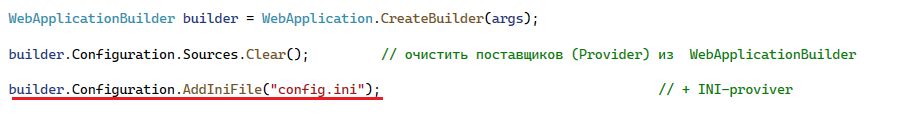 WebApplicationBuilder builder = WebApplication.CreateBuilder(args);
builder.Configuration.Sources.Clear(); // очистить поставщиков (Provider) из WebApplicationBuilder
builder.Configuration.AddIniFile("config.ini"); // + INI-proviver